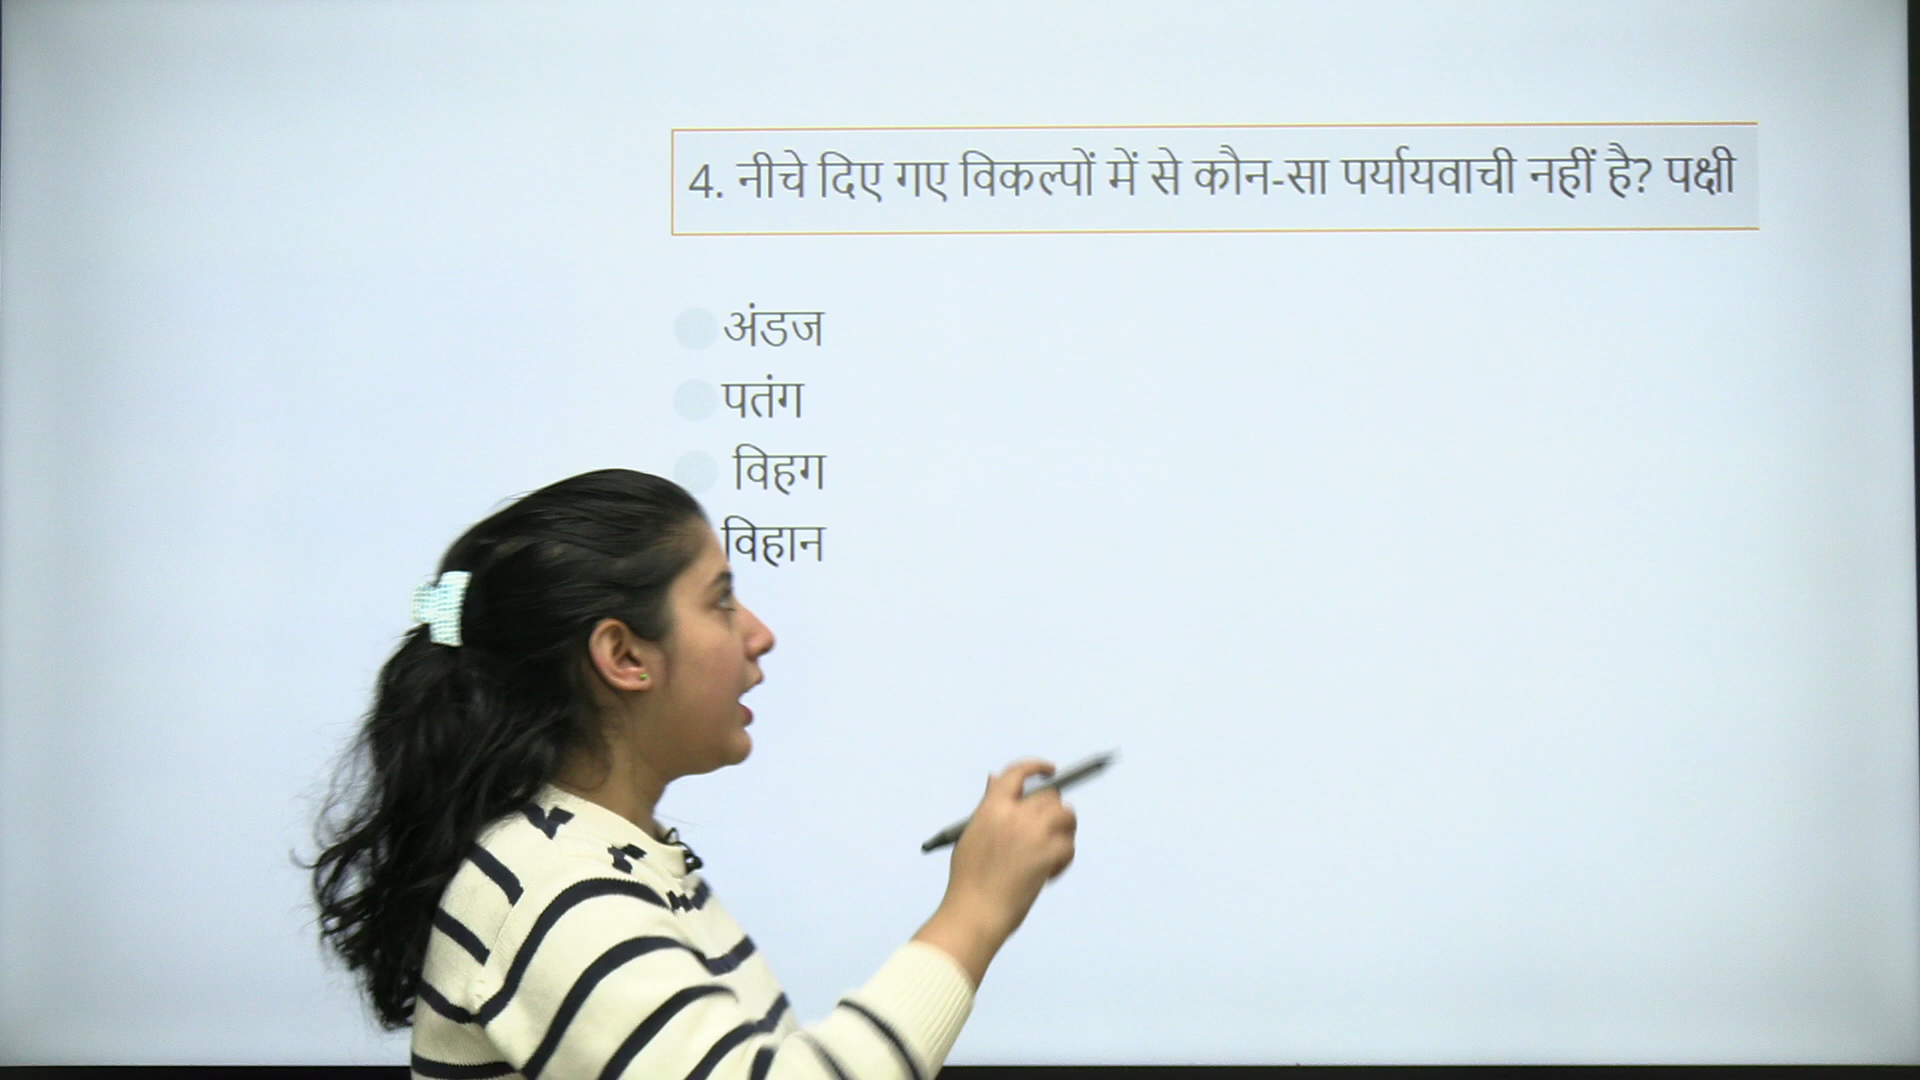 4. नीचे दिए गए विकल्पों में से कौन-सा पर्यायवाची नहीं है? पक्षी
अंडज
पतंग
विहग
विहान